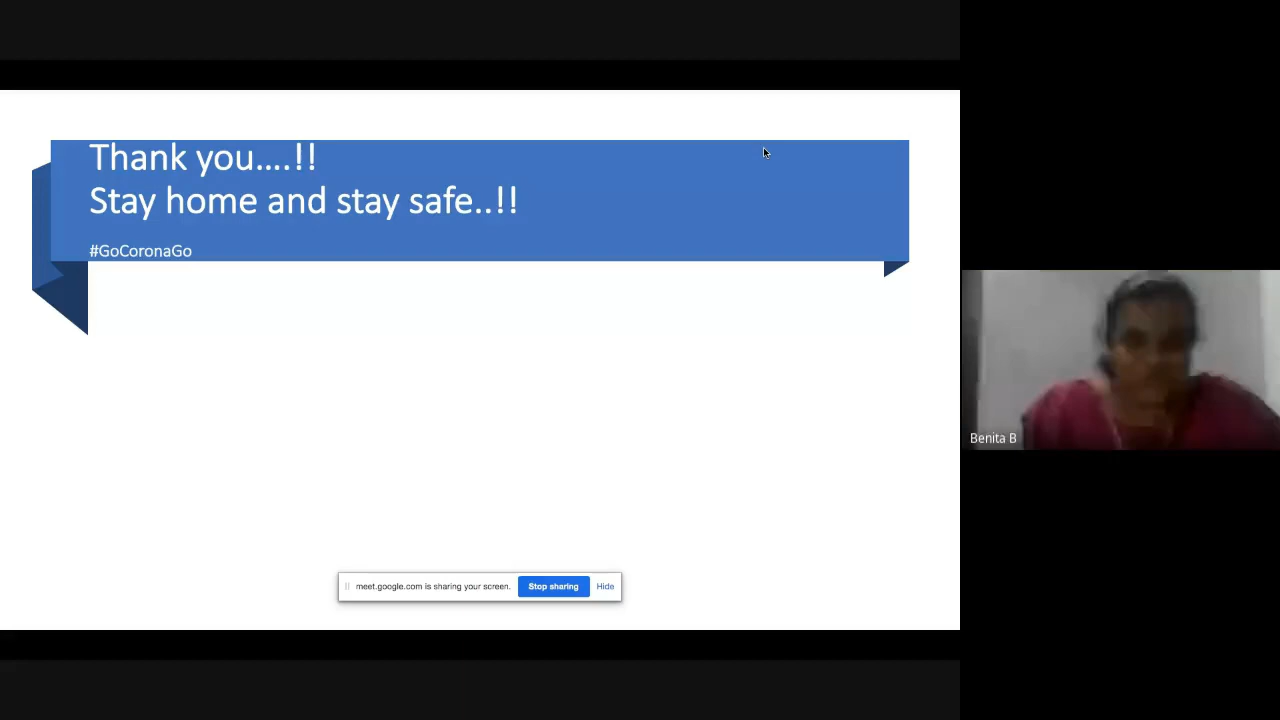 Thank you....!!
Stay home and stay safe..!!
#GoCoronaGo
Benita B
meet.google.com is sharing your screen. Stop sharing Hide